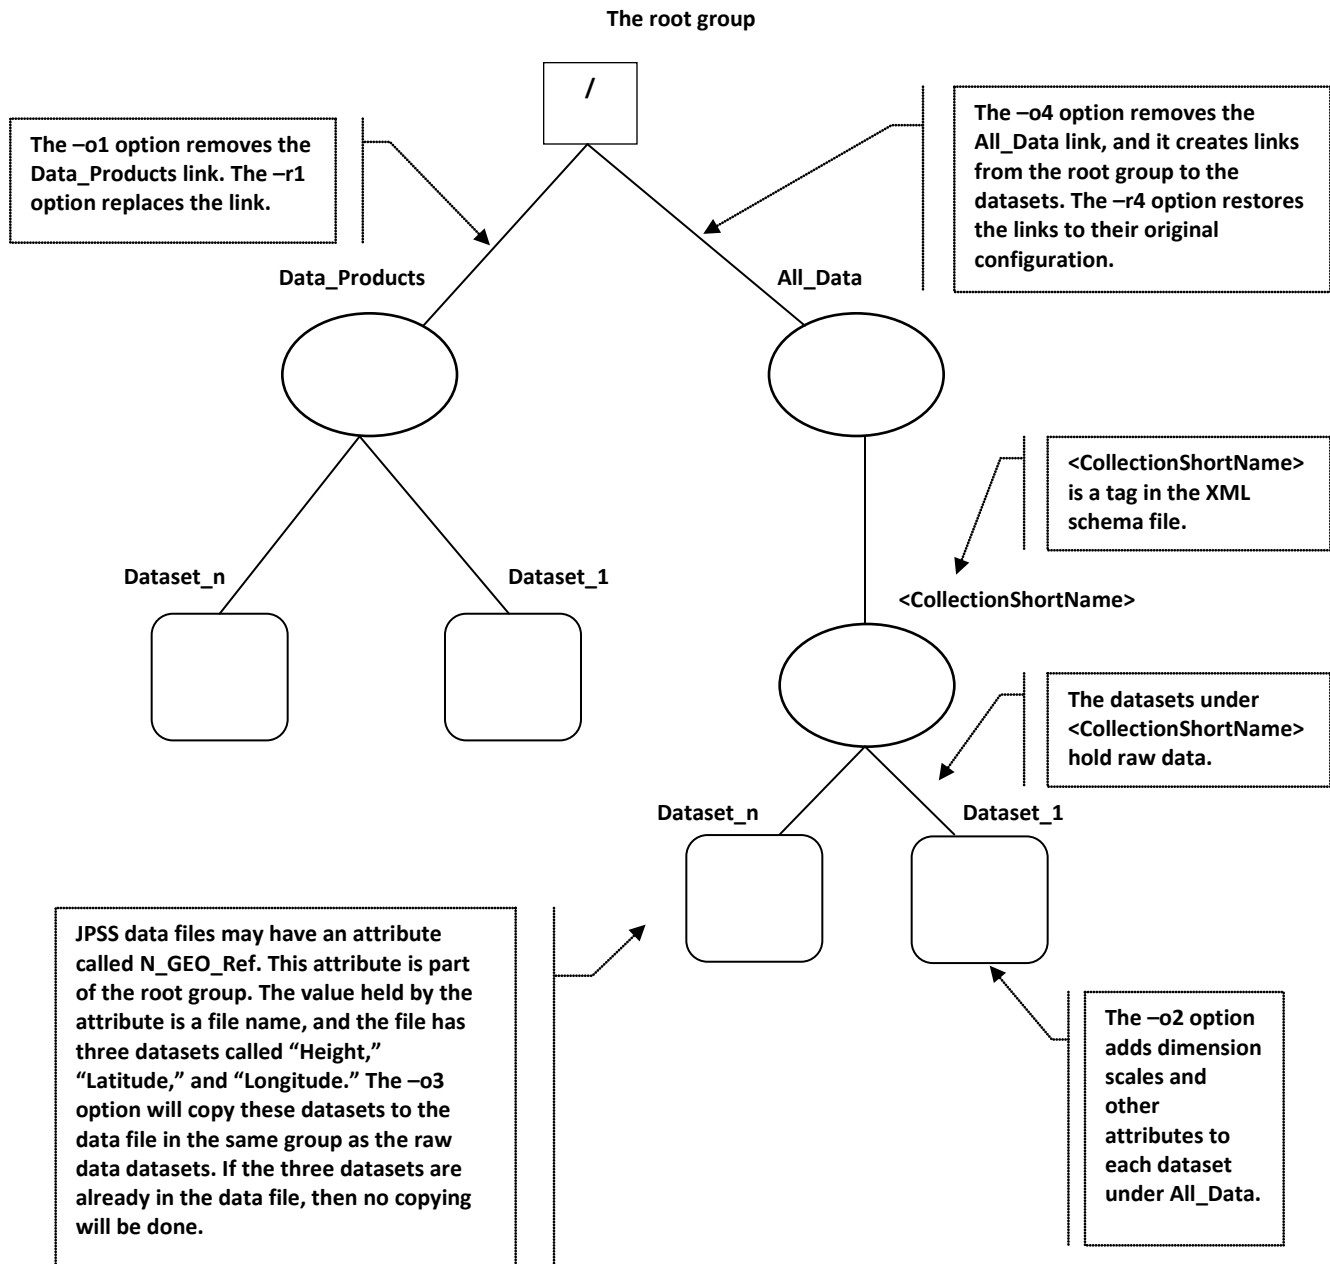 The root group
/
The –o1 option removes the
Data_Products link. The –r1
option replaces the link.
The –o4 option removes the
All_Data link, and it creates links
from the root group to the
datasets. The –r4 option restores
the links to their original
configuration.
Data_Products
All_Data
<CollectionShortName>
is a tag in the XML
schema file.
Dataset_n
Dataset_1
<CollectionShortName>
The datasets under
<CollectionShortName>
hold raw data.
Dataset_n
Dataset_1
JPSS data files may have an attribute
called N_GEO_Ref. This attribute is part
of the root group. The value held by the
attribute is a file name, and the file has
three datasets called “Height,”
“Latitude,” and “Longitude.” The –o3
option will copy these datasets to the
data file in the same group as the raw
data datasets. If the three datasets are
already in the data file, then no copying
will be done.
The –o2 option
adds dimension
scales and
other
attributes to
each dataset
under All_Data.